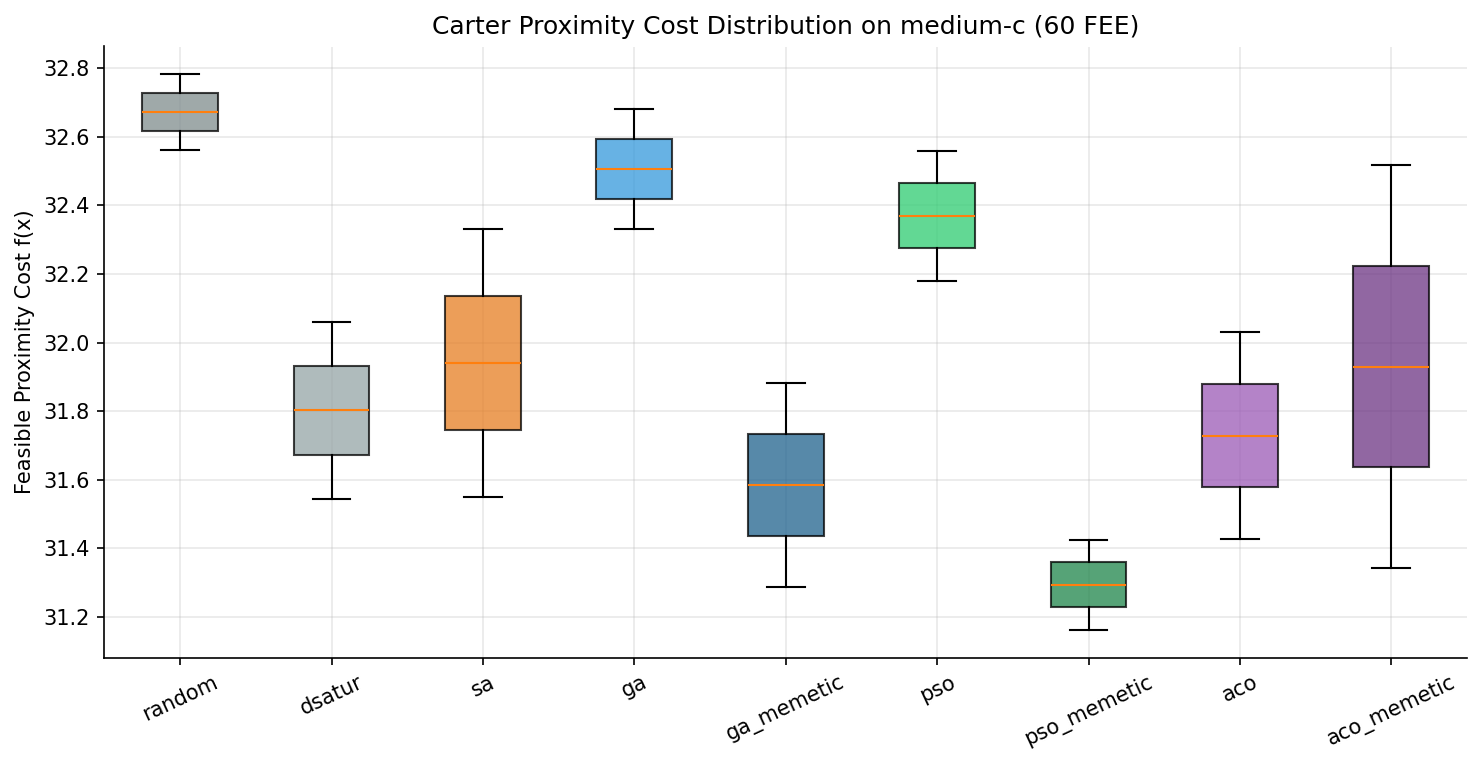 Carter Proximity Cost Distribution on medium-c (60 FEE)
Feasible Proximity Cost f(x)
32.8
32.6
32.4
32.2
32.0
31.8
31.6
31.4
31.2
random
dsatur
sa
ga
ga_memetic
pso
pso_memetic
aco
aco_memetic